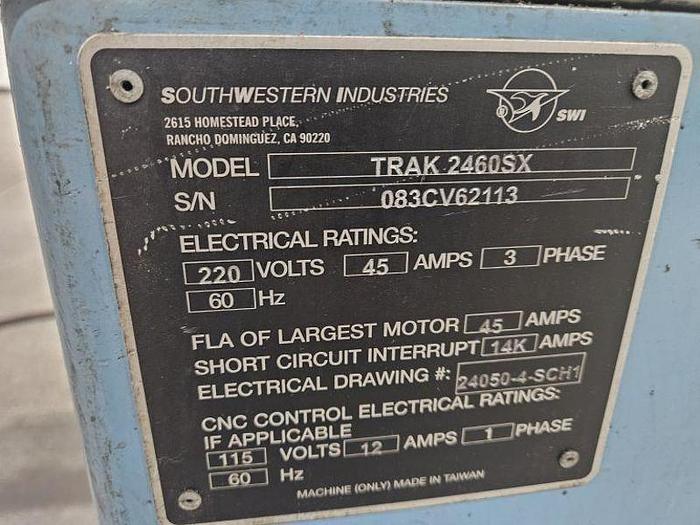 SOUTHWESTERN INDUSTRIES
® SWI
2615 HOMESTEAD PLACE,
RANCHO DOMINGUEZ, CA 90220
MODEL TRAK 2460SX
S/N 083CV62113
ELECTRICAL RATINGS:
220 VOLTS 45 AMPS 3 PHASE
60 Hz
FLA OF LARGEST MOTOR 45 AMPS
SHORT CIRCUIT INTERRUPT 14K AMPS
ELECTRICAL DRAWING #: 24050-4-SCH1
CNC CONTROL ELECTRICAL RATINGS:
IF APPLICABLE
115 VOLTS 12 AMPS 1 PHASE
60 Hz
MACHINE (ONLY) MADE IN TAIWAN